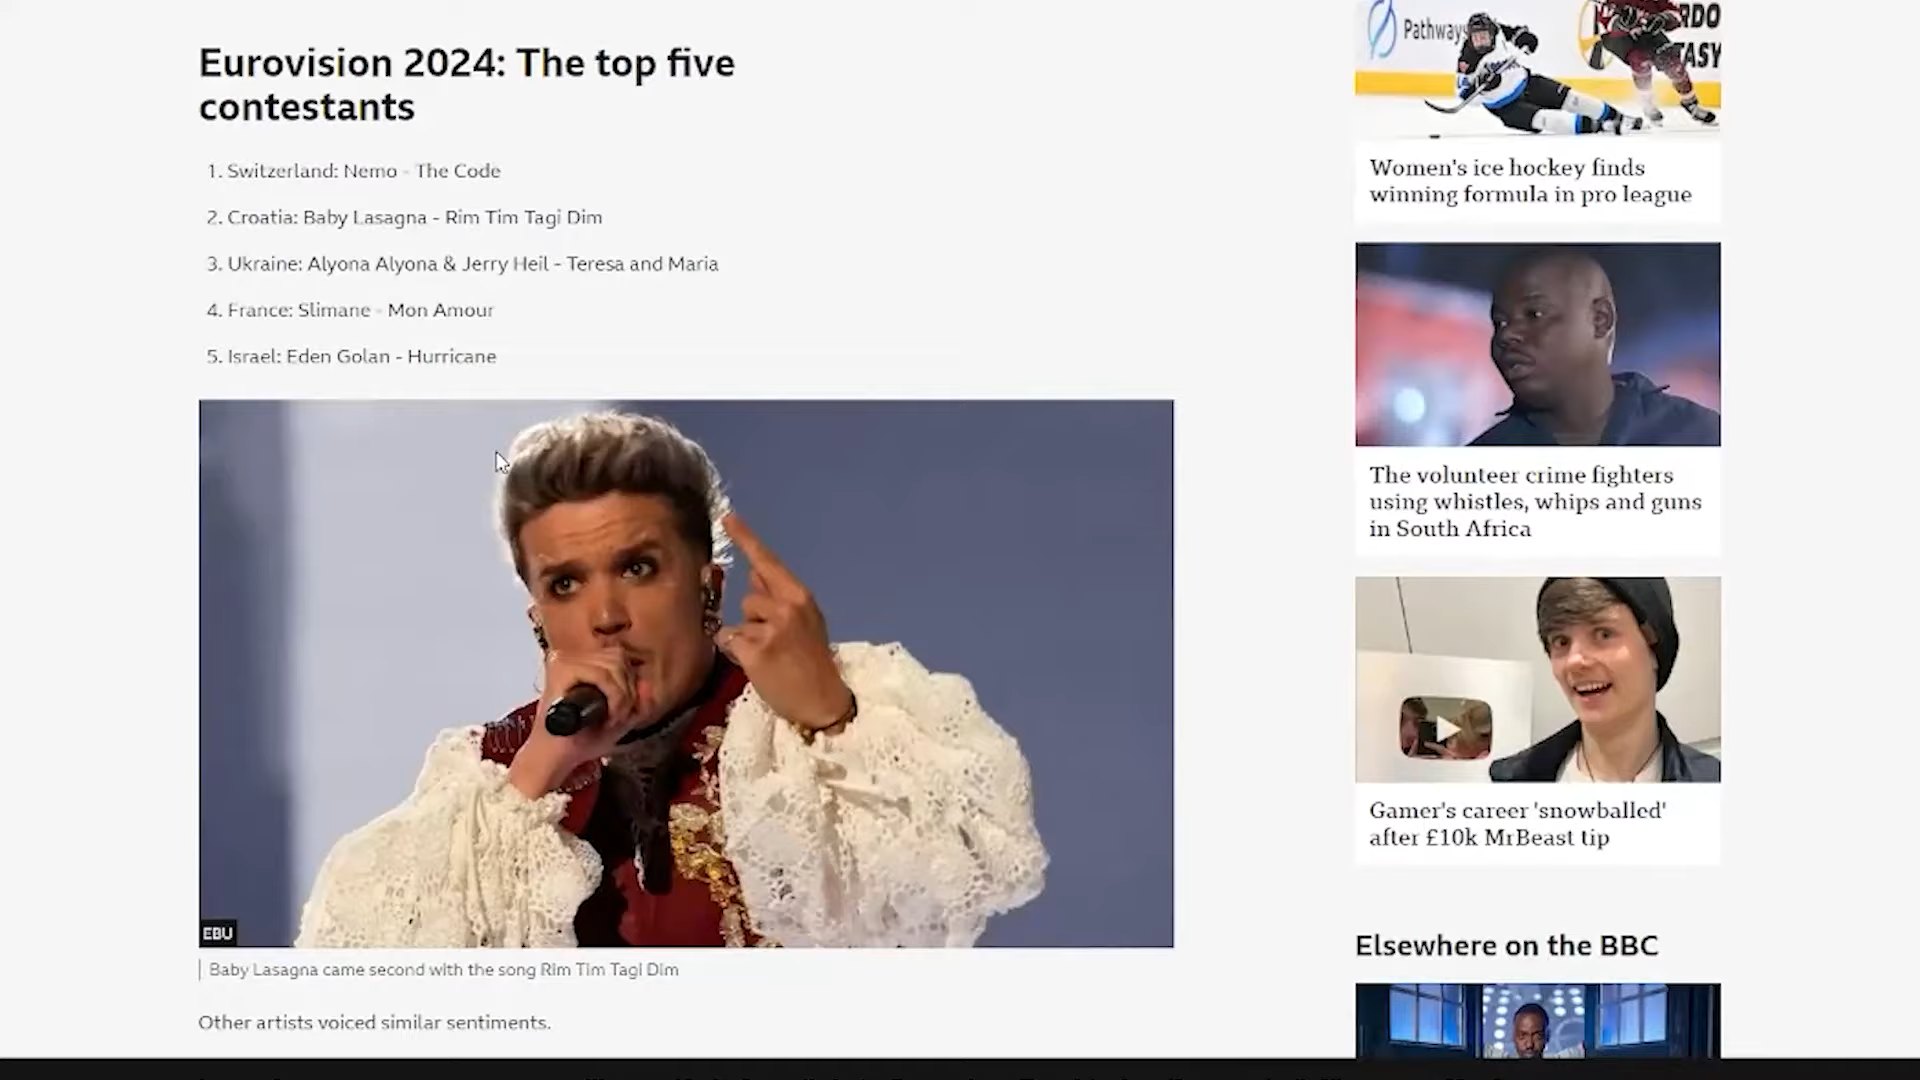 Eurovision 2024: The top five
contestants
1. Switzerland: Nemo - The Code
2. Croatia: Baby Lasagna - Rim Tim Tagi Dim
3. Ukraine: Alyona Alyona & Jerry Heil - Teresa and Maria
4. France: Slimane - Mon Amour
5. Israel: Eden Golan - Hurricane
EBU
Baby Lasagna came second with the song Rim Tim Tagi Dim
Other artists voiced similar sentiments.
Pathways
Women's ice hockey finds
winning formula in pro league
The volunteer crime fighters
using whistles, whips and guns
in South Africa
Gamer's career 'snowballed'
after £10k MrBeast tip
Elsewhere on the BBC